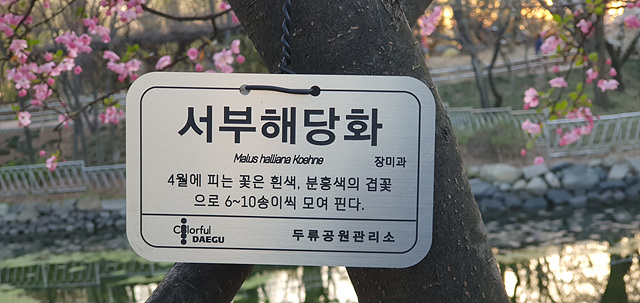 서부해당화
Malus halliana Koehne 장미과
4월에 피는 꽃은 흰색, 분홍색의 겹꽃
으로 6~10송이씩 모여 핀다.
Colorful
DAEGU 두류공원관리소